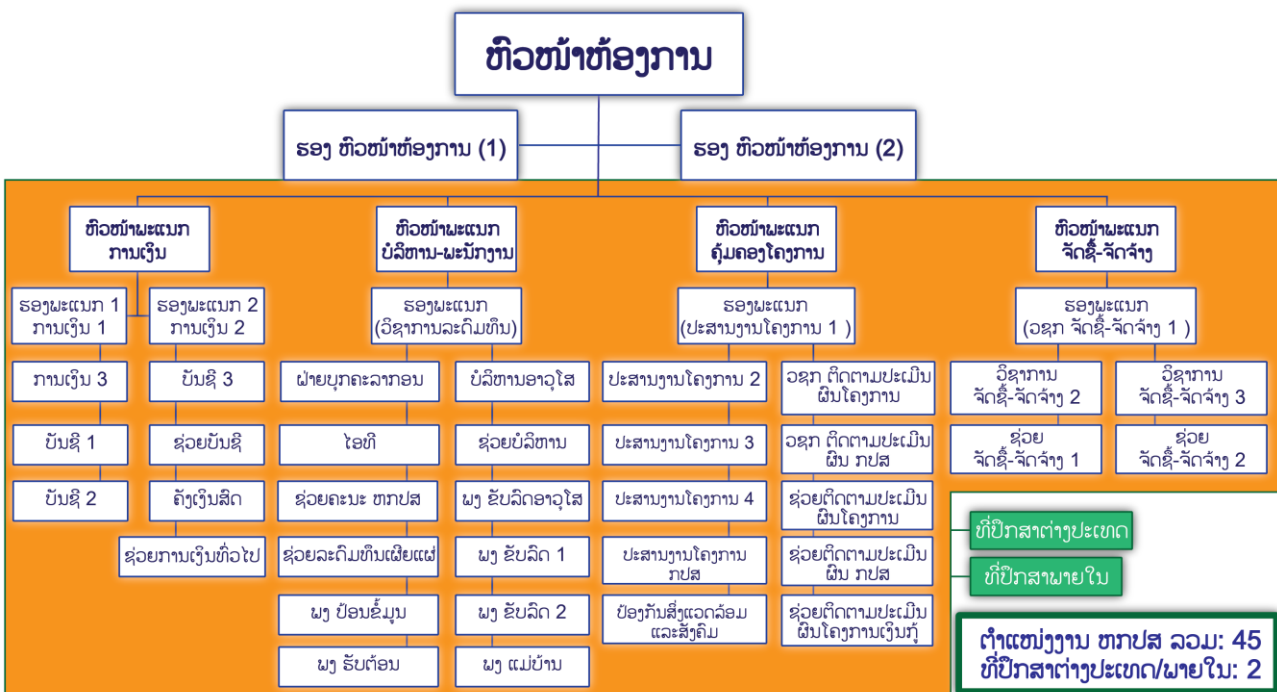 ຫົວໜ້າຫ້ອງການ
ຮອງ ຫົວໜ້າຫ້ອງການ (1)
ຮອງ ຫົວໜ້າຫ້ອງການ (2)
ຫົວໜ້າພະແນກ
ການເງິນ
ຫົວໜ້າພະແນກ
ບໍລິຫານ-ພະນັກງານ
ຫົວໜ້າພະແນກ
ຄຸ້ມຄອງໂຄງການ
ຫົວໜ້າພະແນກ
ຈັດຊື້-ຈັດຈ້າງ
ຮອງພະແນກ 1
ການເງິນ 1
ຮອງພະແນກ 2
ການເງິນ 2
ຮອງພະແນກ
(ວິຊາການລະດົມທຶນ)
ຮອງພະແນກ
(ປະສານງານໂຄງການ 1 )
ຮອງພະແນກ
(ວຊກ ຈັດຊື້-ຈັດຈ້າງ 1 )
ການເງິນ 3
ບັນຊີ 3
ຝ່າຍບຸກຄະລາກອນ
ບໍລິຫານອາວຸໂສ
ປະສານງານໂຄງການ 2
ວຊກ ຕິດຕາມປະເມີນ
ຜົນໂຄງການ
ວິຊາການ
ຈັດຊື້-ຈັດຈ້າງ 2
ວິຊາການ
ຈັດຊື້-ຈັດຈ້າງ 3
ບັນຊີ 1
ຊ່ວຍບັນຊີ
ໄອທີ
ຊ່ວຍບໍລິຫານ
ປະສານງານໂຄງການ 3
ວຊກ ຕິດຕາມປະເມີນ
ຜົນ ກປສ
ຊ່ວຍ
ຈັດຊື້-ຈັດຈ້າງ 1
ຊ່ວຍ
ຈັດຊື້-ຈັດຈ້າງ 2
ບັນຊີ 2
ຄັງເງິນສົດ
ຊ່ວຍຄະນະ ຫກປສ
ພງ ຂັບລົດອາວຸໂສ
ປະສານງານໂຄງການ 4
ຊ່ວຍຕິດຕາມປະເມີນ
ຜົນໂຄງການ
ຊ່ວຍການເງິນທົ່ວໄປ
ຊ່ວຍລະດົມທຶນເຜີຍແຜ່
ພງ ຂັບລົດ 1
ປະສານງານໂຄງການ
ກປສ
ຊ່ວຍຕິດຕາມປະເມີນ
ຜົນ ກປສ
ພງ ປ້ອນຂໍ້ມູນ
ພງ ຂັບລົດ 2
ປ້ອງກັນສິ່ງແວດລ້ອມ
ແລະສັງຄົມ
ຊ່ວຍຕິດຕາມປະເມີນ
ຜົນໂຄງການເງິນກູ້
ພງ ຮັບຕ້ອນ
ພງ ແມ່ບ້ານ
ທີ່ປຶກສາຕ່າງປະເທດ
ທີ່ປຶກສາພາຍໃນ
ຕຳແໜ່ງງານ ຫກປສ ລວມ: 45
ທີ່ປຶກສາຕ່າງປະເທດ/ພາຍໃນ: 2